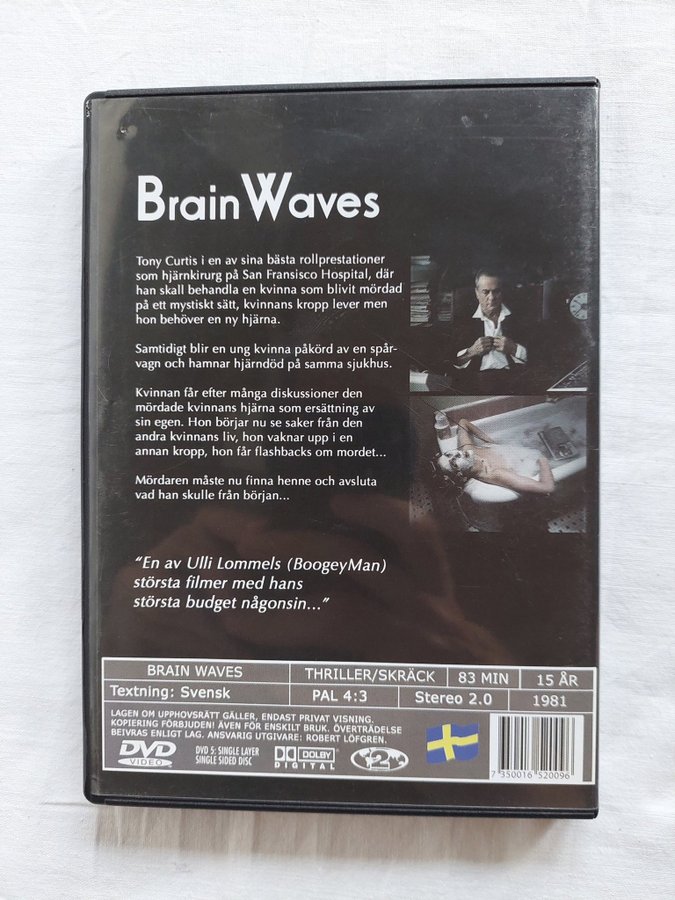 BrainWaves
Tony Curtis i en av sina bästa rollprestationer
som hjärnkirurg på San Fransisco Hospital, där
han skall behandla en kvinna som blivit mördad
på ett mystiskt sätt, kvinnans kropp lever men
hon behöver en ny hjärna.
Samtidigt blir en ung kvinna påkörd av en spår-
vagn och hamnar hjärndöd på samma sjukhus.
Kvinnan får efter många diskussioner den
mördade kvinnans hjärna som ersättning av
sin egen. Hon börjar nu se saker från den
andra kvinnans liv, hon vaknar upp i en
annan kropp, hon får flashbacks om mordet...
Mördaren måste nu finna henne och avsluta
vad han skulle från början...
"En av Ulli Lommels (BoogeyMan)
största filmer med hans
största budget någonsin..."
BRAIN WAVES THRILLER/SKRÄCK 83 MIN 15 ÅR
Textning: Svensk PAL 4:3 Stereo 2.0 1981
LAGEN OM UPPHOVSRÄTT GÄLLER, ENDAST PRIVAT VISNING.
KOPIERING FÖRBJUDEN! ÄVEN FÖR ENSKILT BRUK. ÖVERTRÄDELSE
BEIVRAS ENLIGT LAG. ANSVARIG UTGIVARE: ROBERT LÖFGREN.
DVD VIDEO
DVD 5: SINGLE LAYER
SINGLE SIDED DISC
DOLBY DIGITAL
2
7 350016 520096